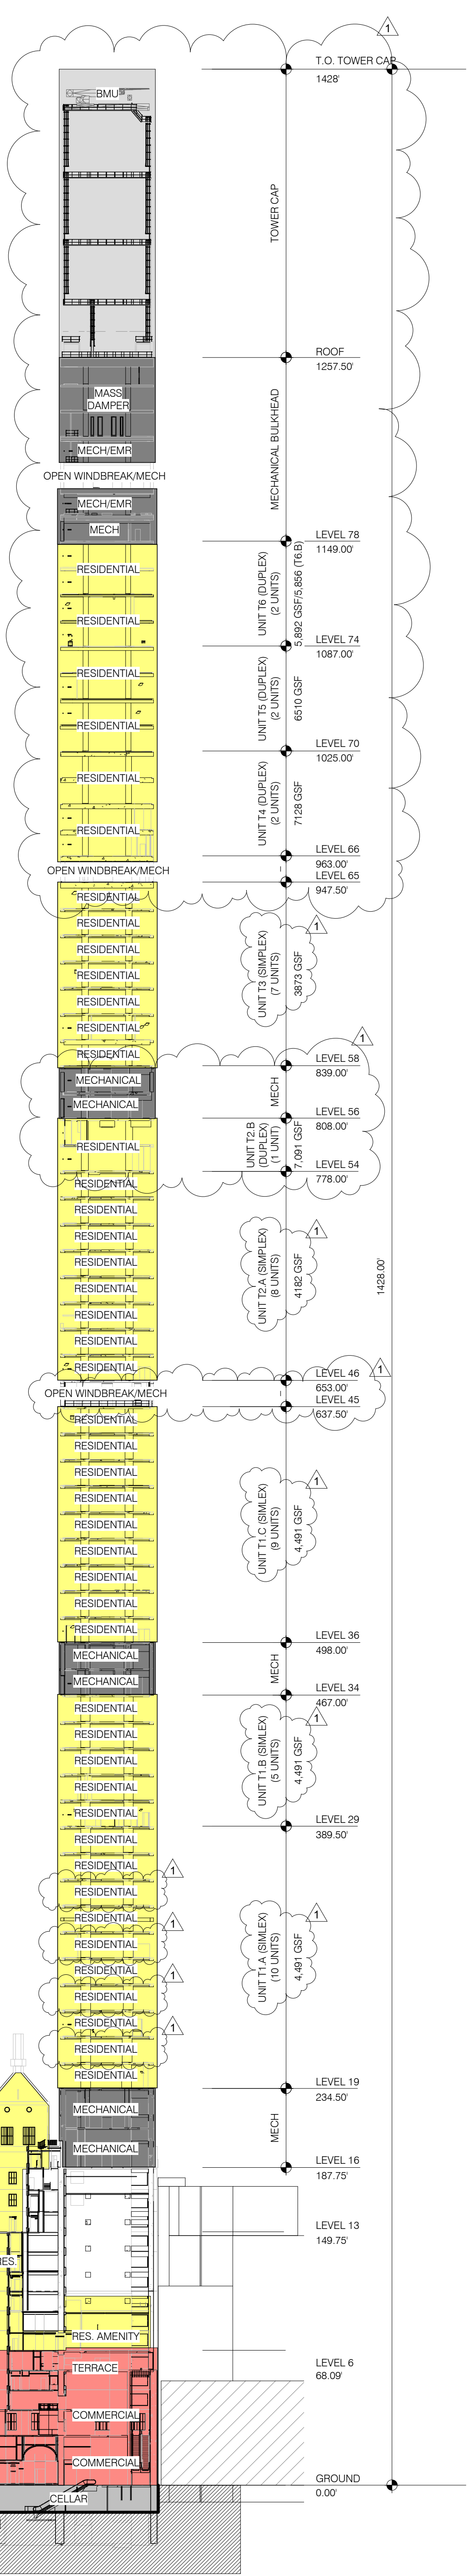 1
T.O. TOWER CAP
1428'
BMU
TOWER CAP
ROOF
1257.50'
MASS
DAMPER
MECH/EMR
OPEN WINDBREAK/MECH
MECH/EMR
MECH
MECHANICAL BULKHEAD
LEVEL 78
1149.00'
RESIDENTIAL
RESIDENTIAL
UNIT T6 (DUPLEX)
(2 UNITS)
5,892 GSF/5,856 (T6.B)
LEVEL 74
1087.00'
RESIDENTIAL
RESIDENTIAL
UNIT T5 (DUPLEX)
(2 UNITS)
6510 GSF
LEVEL 70
1025.00'
RESIDENTIAL
RESIDENTIAL
UNIT T4 (DUPLEX)
(2 UNITS)
7128 GSF
LEVEL 66
963.00'
OPEN WINDBREAK/MECH
LEVEL 65
947.50'
RESIDENTIAL
RESIDENTIAL
RESIDENTIAL
RESIDENTIAL
RESIDENTIAL
RESIDENTIAL
RESIDENTIAL
1
UNIT T3 (SIMPLEX)
(7 UNITS)
3873 GSF
1
LEVEL 58
839.00'
MECHANICAL
MECHANICAL
MECH
LEVEL 56
808.00'
RESIDENTIAL
UNIT T2.B
(DUPLEX)
(1 UNIT)
7,091 GSF
LEVEL 54
778.00'
RESIDENTIAL
RESIDENTIAL
RESIDENTIAL
RESIDENTIAL
RESIDENTIAL
RESIDENTIAL
RESIDENTIAL
RESIDENTIAL
1
UNIT T2.A (SIMPLEX)
(8 UNITS)
4182 GSF
1428.00'
1
LEVEL 46
653.00'
OPEN WINDBREAK/MECH
LEVEL 45
637.50'
RESIDENTIAL
RESIDENTIAL
RESIDENTIAL
RESIDENTIAL
RESIDENTIAL
RESIDENTIAL
RESIDENTIAL
RESIDENTIAL
RESIDENTIAL
1
UNIT T1.C (SIMLEX)
(9 UNITS)
4,491 GSF
LEVEL 36
498.00'
MECHANICAL
MECHANICAL
MECH
LEVEL 34
467.00'
RESIDENTIAL
RESIDENTIAL
RESIDENTIAL
RESIDENTIAL
RESIDENTIAL
1
UNIT T1.B (SIMLEX)
(5 UNITS)
4,491 GSF
LEVEL 29
389.50'
RESIDENTIAL
RESIDENTIAL
RESIDENTIAL
RESIDENTIAL
RESIDENTIAL
RESIDENTIAL
RESIDENTIAL
RESIDENTIAL
RESIDENTIAL
RESIDENTIAL
1
1
1
1
1
UNIT T1.A (SIMLEX)
(10 UNITS)
4,491 GSF
LEVEL 19
234.50'
MECHANICAL
MECHANICAL
MECH
LEVEL 16
187.75'
LEVEL 13
149.75'
RES.
RES. AMENITY
LEVEL 6
68.09'
TERRACE
COMMERCIAL
COMMERCIAL
GROUND
0.00'
CELLAR